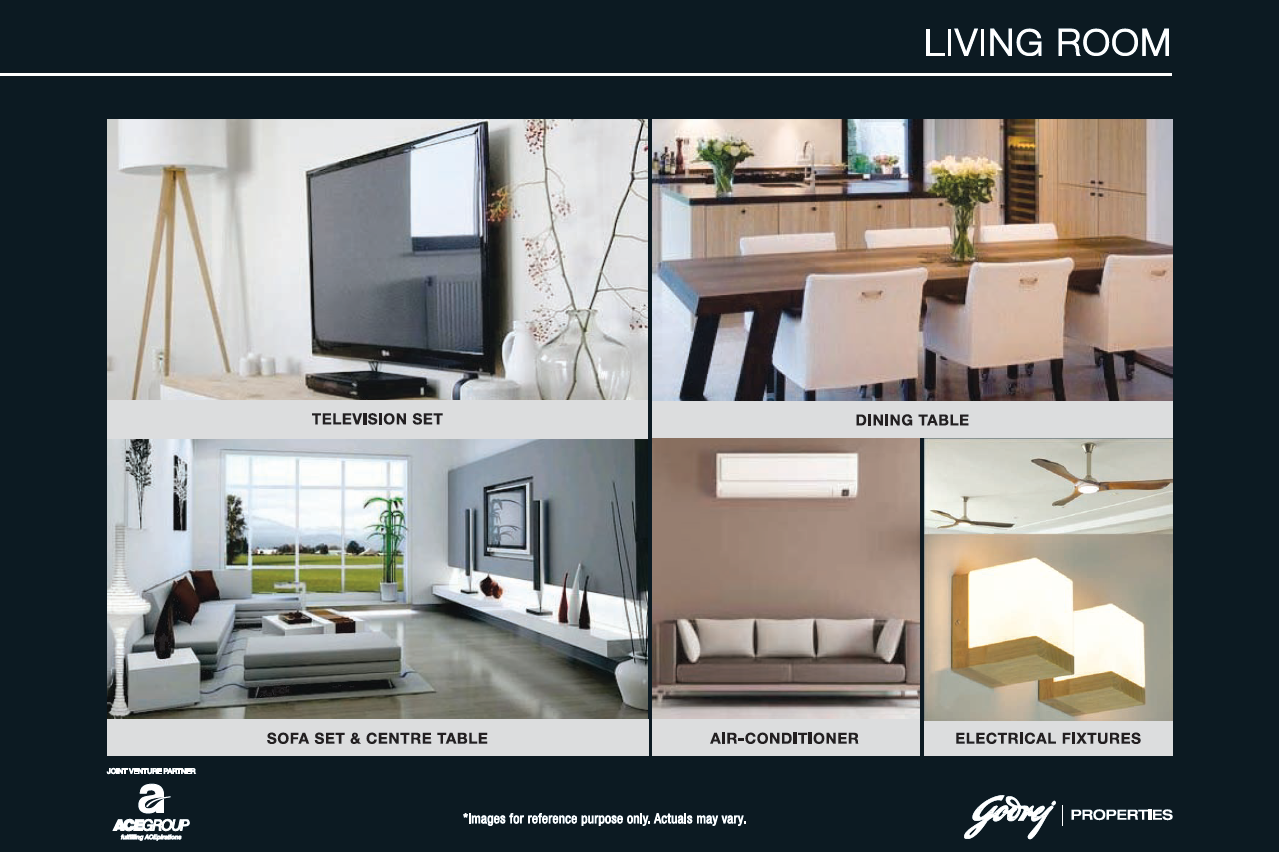 LIVING ROOM
TELEVISION SET
DINING TABLE
SOFA SET & CENTRE TABLE
AIR-CONDITIONER
ELECTRICAL FIXTURES
JOINT VENTURE PARTNER
a
ACEGROUP
fulfilling ACEpirations
*Images for reference purpose only. Actuals may vary.
Godrej | PROPERTIES